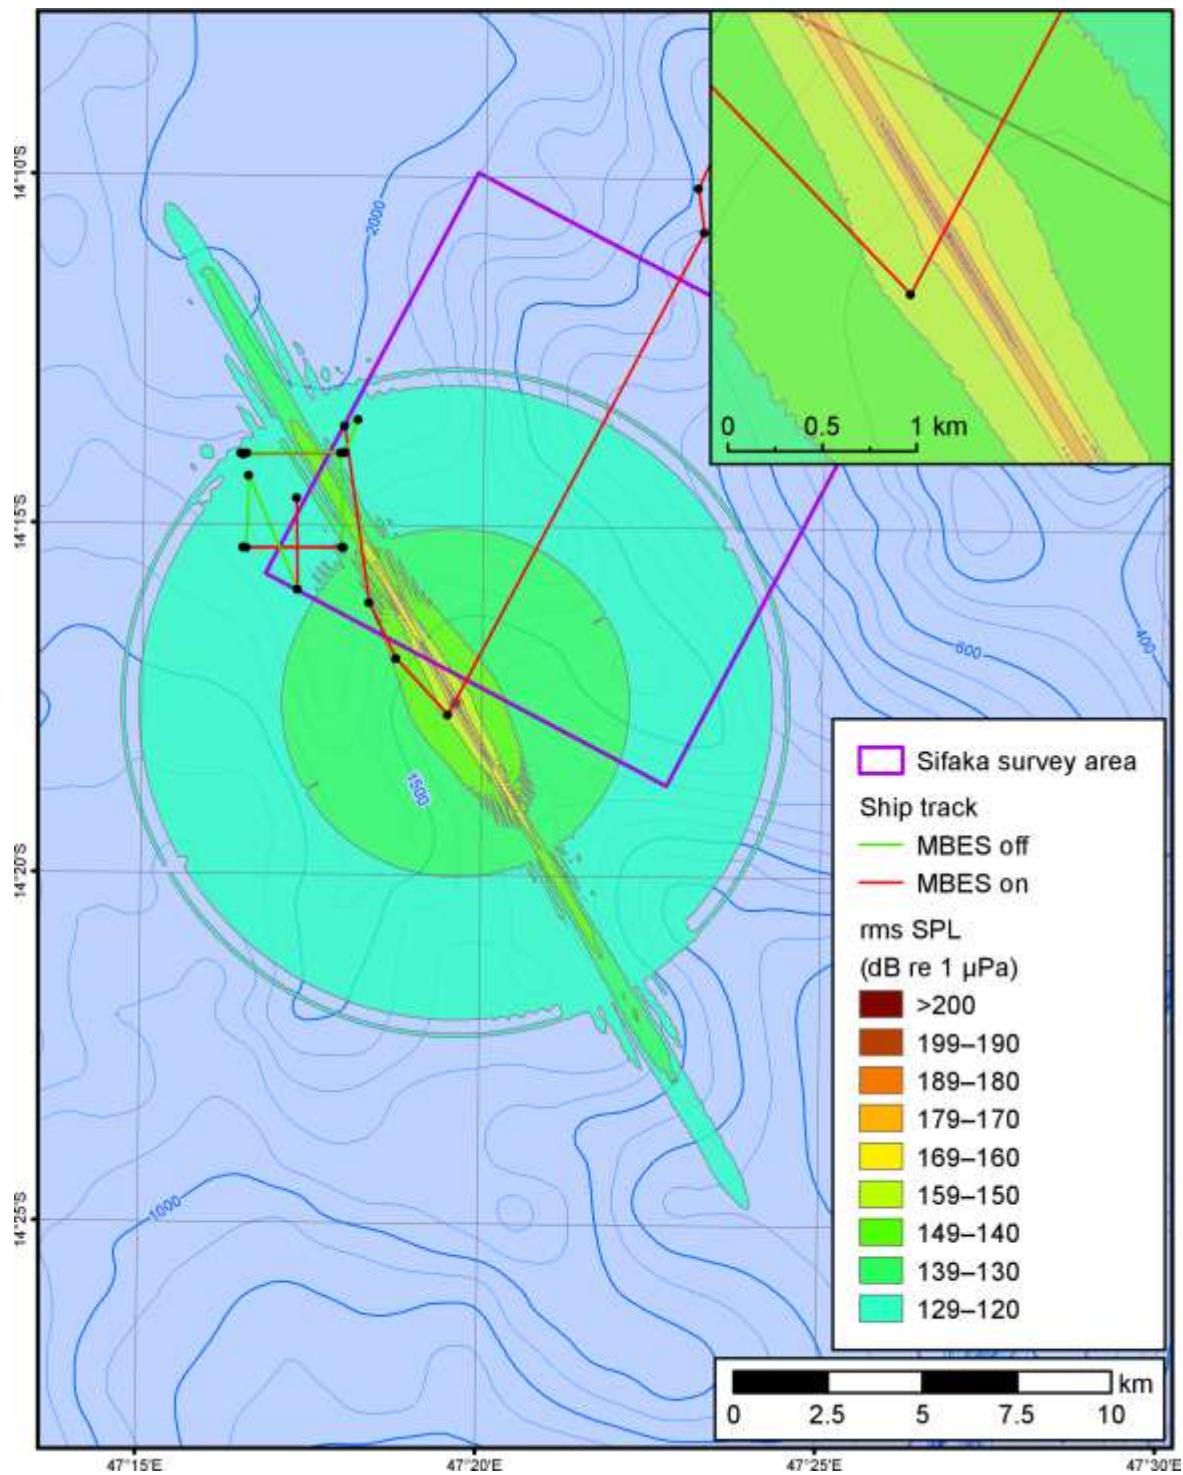 14°10'S
14°15'S
14°20'S
14°25'S
2000
1500
1000
600
400
0 0.5 1 km
Sifaka survey area
Ship track
MBES off
MBES on
rms SPL
(dB re 1 µPa)
>200
199–190
189–180
179–170
169–160
159–150
149–140
139–130
129–120
km
0 2.5 5 7.5 10
47°15'E 47°20'E 47°25'E 47°30'E